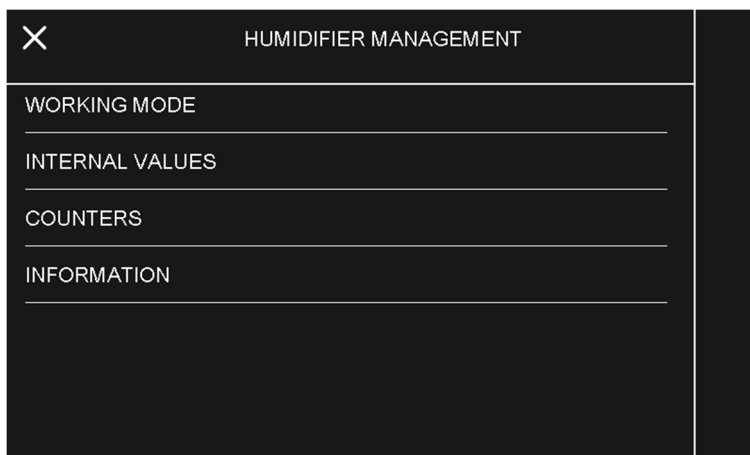 HUMIDIFIER MANAGEMENT
WORKING MODE
INTERNAL VALUES
COUNTERS
INFORMATION